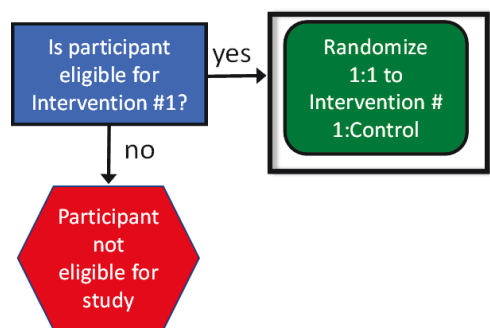 Is participant
eligible for
Intervention #1?
yes
Randomize
1:1 to
Intervention #
1:Control
no
Participant
not
eligible for
study